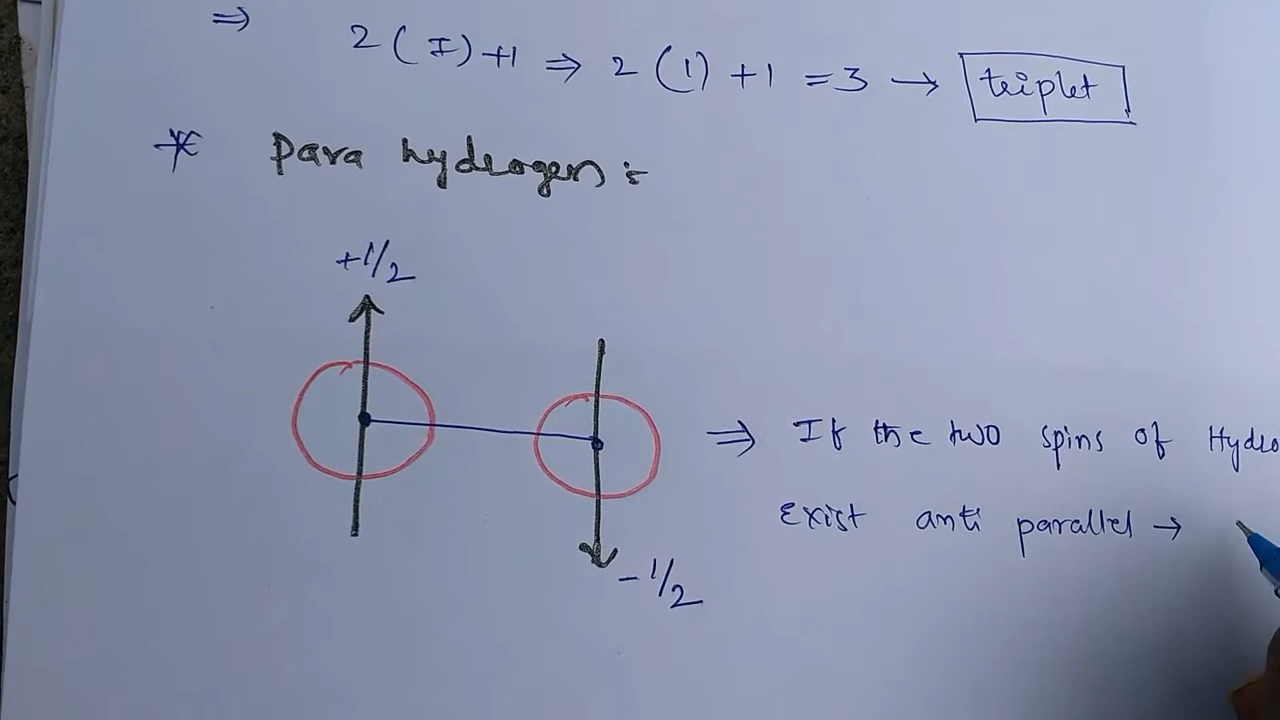 ⇒ 2(I)+1 ⇒ 2(1)+1 =3 → triplet
* Para hydrogen :
+1/2
⇒ If the two spins of Hydro
Exist anti parallel →
-1/2